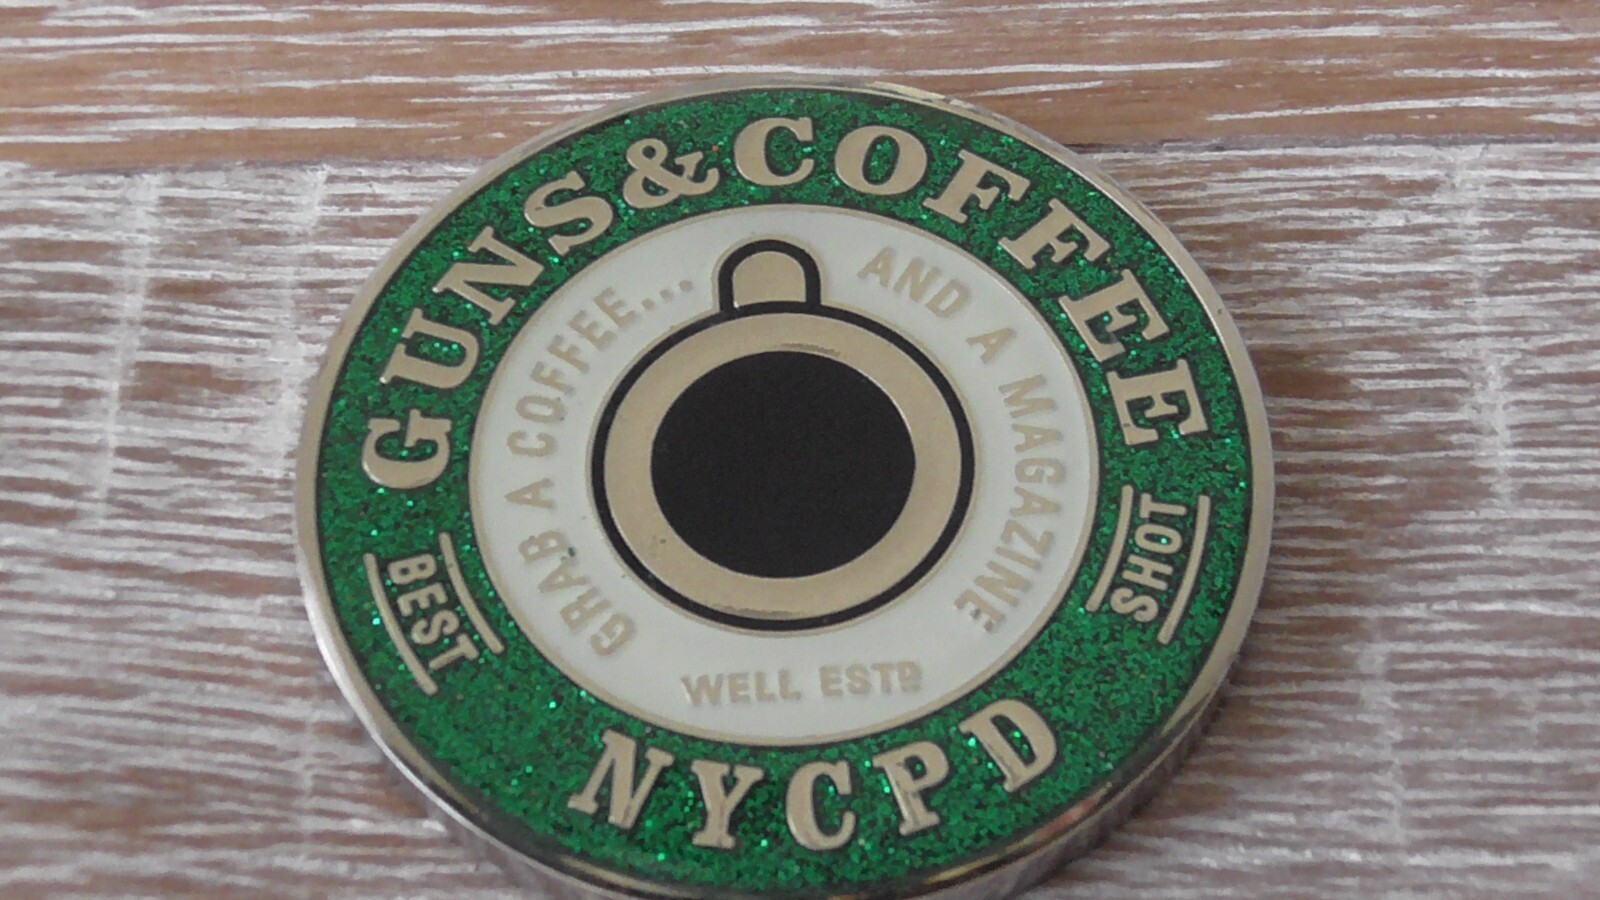 GUNS&COFFEE
GRAB A COFFEE...
AND A MAGAZINE
BEST
SHOT
WELL ESTD
NYCPD